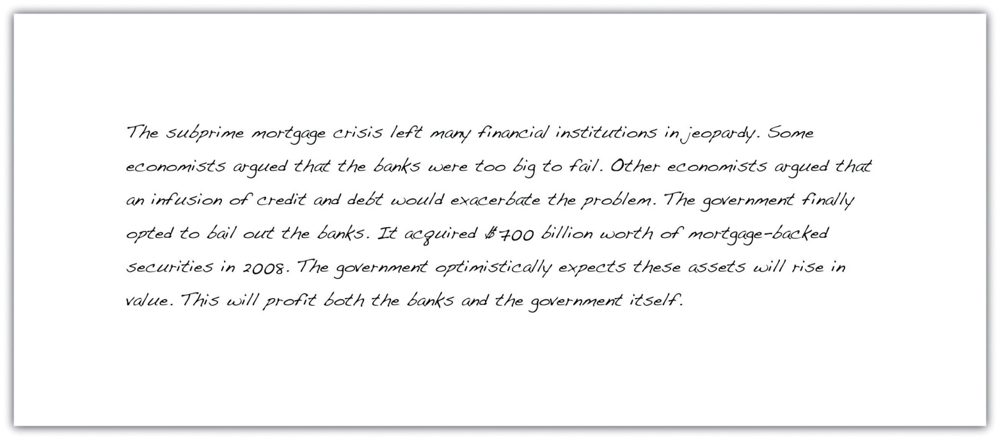 The subprime mortgage crisis left many financial institutions in jeopardy. Some
economists argued that the banks were too big to fail. Other economists argued that
an infusion of credit and debt would exacerbate the problem. The government finally
opted to bail out the banks. It acquired $700 billion worth of mortgage-backed
securities in 2008. The government optimistically expects these assets will rise in
value. This will profit both the banks and the government itself.